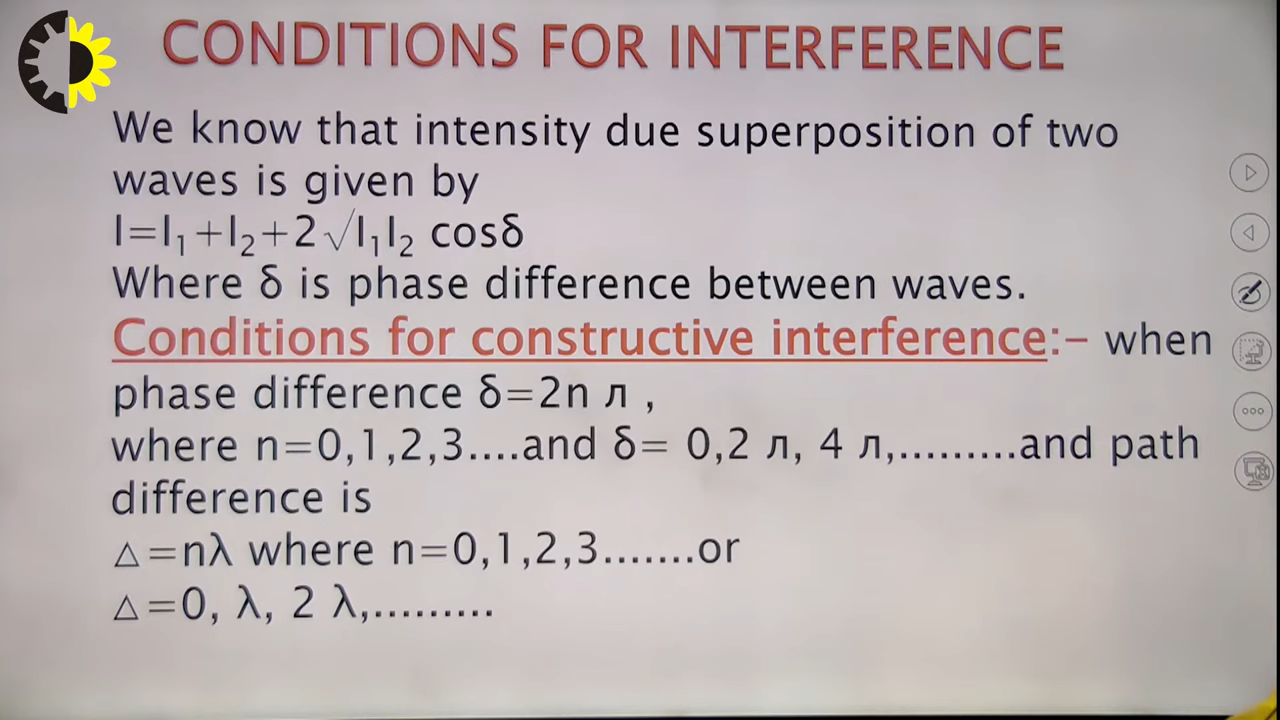 CONDITIONS FOR INTERFERENCE
We know that intensity due superposition of two
waves is given by
I=I₁+I₂+2√I₁I₂ cosδ
Where δ is phase difference between waves.
Conditions for constructive interference:– when
phase difference δ=2n л ,
where n=0,1,2,3....and δ= 0,2 л, 4 л,.........and path
difference is
△=nλ where n=0,1,2,3.......or
△=0, λ, 2 λ,.........